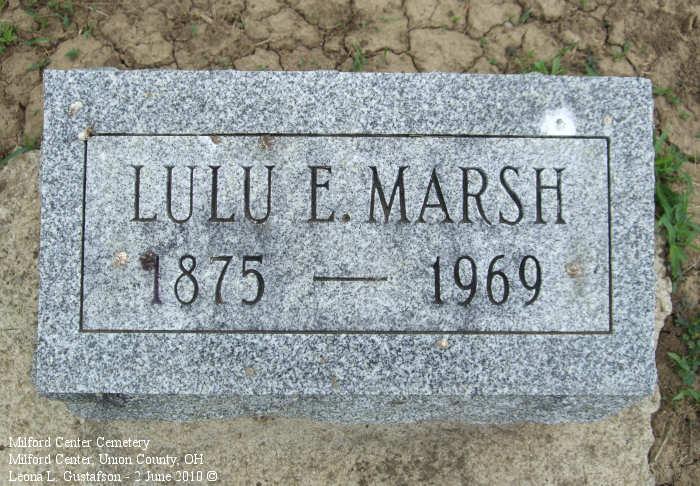 LULU E. MARSH
1875 — 1969
Milford Center Cemetery
Milford Center, Union County, OH
Leona L. Gustafson - 2 June 2010 ©